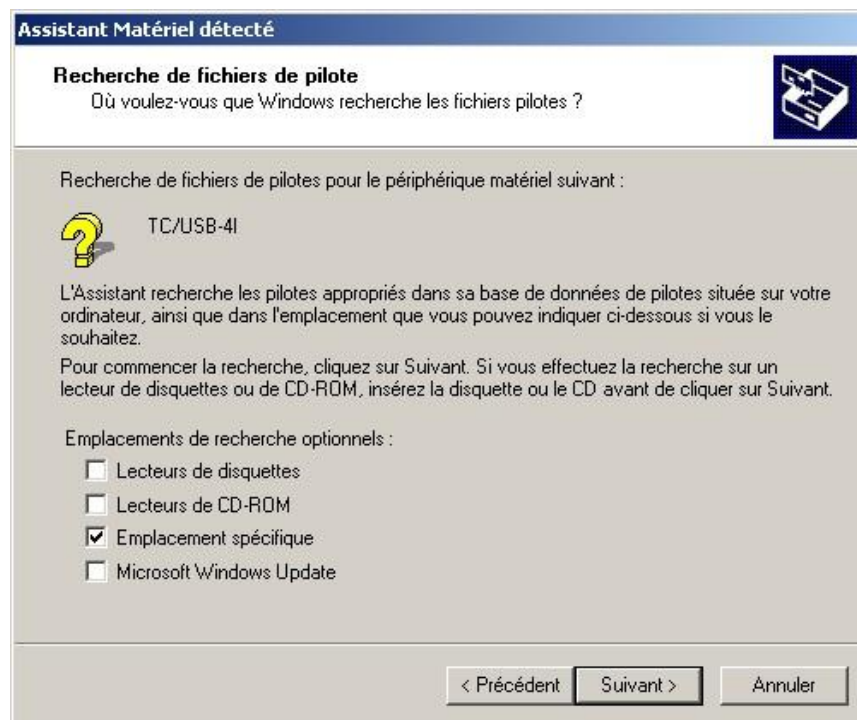 Assistant Matériel détecté
Recherche de fichiers de pilote
Où voulez-vous que Windows recherche les fichiers pilotes ?
Recherche de fichiers de pilotes pour le périphérique matériel suivant :
TC/USB-4I
L'Assistant recherche les pilotes appropriés dans sa base de données de pilotes située sur votre
ordinateur, ainsi que dans l'emplacement que vous pouvez indiquer ci-dessous si vous le
souhaitez.
Pour commencer la recherche, cliquez sur Suivant. Si vous effectuez la recherche sur un
lecteur de disquettes ou de CD-ROM, insérez la disquette ou le CD avant de cliquer sur Suivant.
Emplacements de recherche optionnels :
Lecteurs de disquettes
Lecteurs de CD-ROM
Emplacement spécifique
Microsoft Windows Update
< Précédent Suivant > Annuler